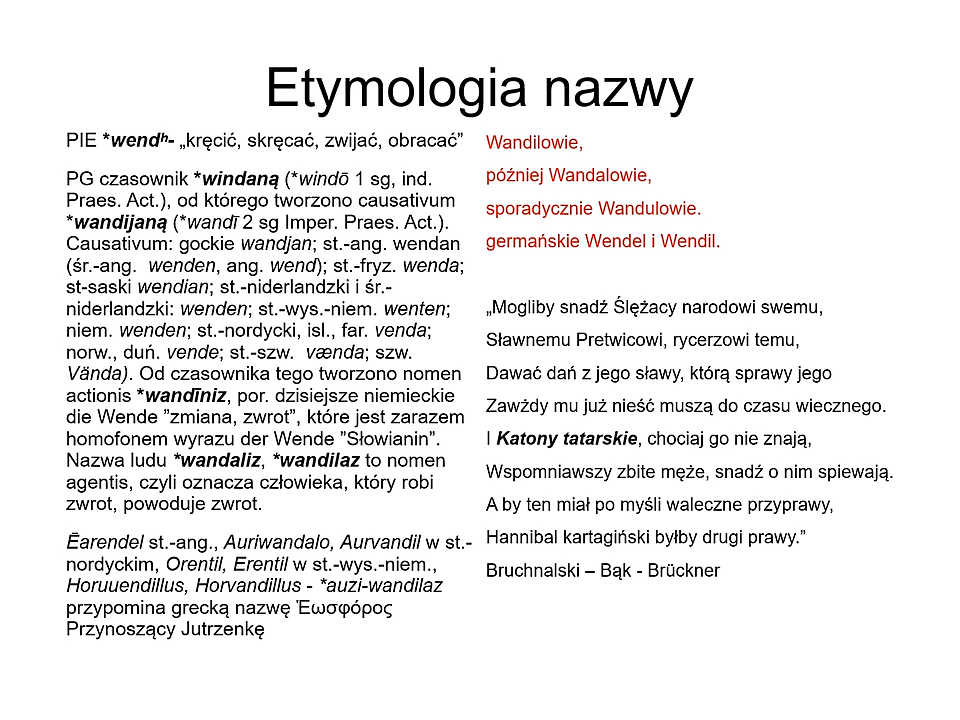 Etymologia nazwy
PIE *wendʰ- „kręcić, skręcać, zwijać, obracać”
PG czasownik *windaną (*windō 1 sg, ind.
Praes. Act.), od którego tworzono causativum
*wandijaną (*wandī 2 sg Imper. Praes. Act.).
Causativum: gockie wandjan; st.-ang. wendan
(śr.-ang. wenden, ang. wend); st.-fryz. wenda;
st-saski wendian; st.-niderlandzki i śr.-
niderlandzki: wenden; st.-wys.-niem. wenten;
niem. wenden; st.-nordycki, isl., far. venda;
norw., duń. vende; st.-szw. vænda; szw.
Vända). Od czasownika tego tworzono nomen
actionis *wandīniz, por. dzisiejsze niemieckie
die Wende ”zmiana, zwrot”, które jest zarazem
homofonem wyrazu der Wende ”Słowianin”.
Nazwa ludu *wandaliz, *wandilaz to nomen
agentis, czyli oznacza człowieka, który robi
zwrot, powoduje zwrot.
Ēarendel st.-ang., Auriwandalo, Aurvandil w st.-
nordyckim, Orentil, Erentil w st.-wys.-niem.,
Horuuendillus, Horvandillus - *auzi-wandilaz
przypomina grecką nazwę Ἑωσφόρος
Przynoszący Jutrzenkę
Wandilowie,
później Wandalowie,
sporadycznie Wandulowie.
germańskie Wendel i Wendil.
„Mogliby snadź Ślężacy narodowi swemu,
Sławnemu Pretwicowi, rycerzowi temu,
Dawać dań z jego sławy, którą sprawy jego
Zawżdy mu już nieść muszą do czasu wiecznego.
I Katony tatarskie, chociaj go nie znają,
Wspomniawszy zbite męże, snadź o nim spiewają.
A by ten miał po myśli waleczne przyprawy,
Hannibal kartagiński byłby drugi prawy.”
Bruchnalski – Bąk - Brückner